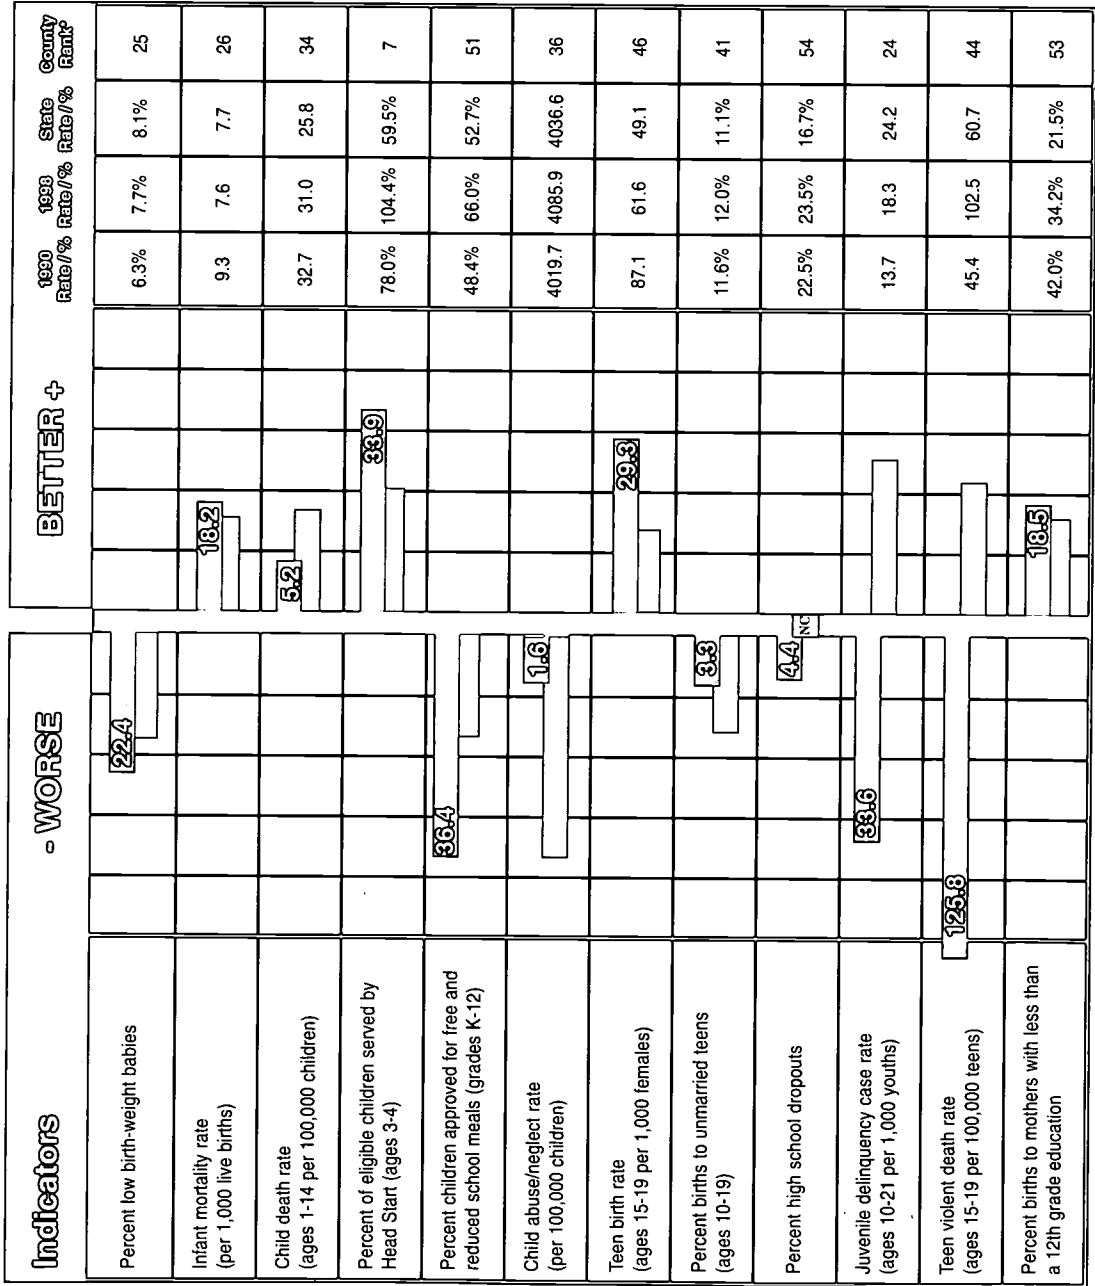 Indicators
- WORSE
BETTER +
1990
Rate / %
1998
Rate / %
State
Rate / %
County
Rank*
Percent low birth-weight babies
22.4
6.3%
7.7%
8.1%
25
Infant mortality rate
(per 1,000 live births)
18.2
9.3
7.6
7.7
26
Child death rate
(ages 1-14 per 100,000 children)
5.2
32.7
31.0
25.8
34
Percent of eligible children served by
Head Start (ages 3-4)
33.9
78.0%
104.4%
59.5%
7
Percent children approved for free and
reduced school meals (grades K-12)
36.4
48.4%
66.0%
52.7%
51
Child abuse/neglect rate
(per 100,000 children)
1.6
4019.7
4085.9
4036.6
36
Teen birth rate
(ages 15-19 per 1,000 females)
29.3
87.1
61.6
49.1
46
Percent births to unmarried teens
(ages 10-19)
3.3
11.6%
12.0%
11.1%
41
Percent high school dropouts
4.4
NC
22.5%
23.5%
16.7%
54
Juvenile delinquency case rate
(ages 10-21 per 1,000 youths)
33.6
13.7
18.3
24.2
24
Teen violent death rate
(ages 15-19 per 100,000 teens)
125.8
45.4
102.5
60.7
44
Percent births to mothers with less than
a 12th grade education
18.5
42.0%
34.2%
21.5%
53